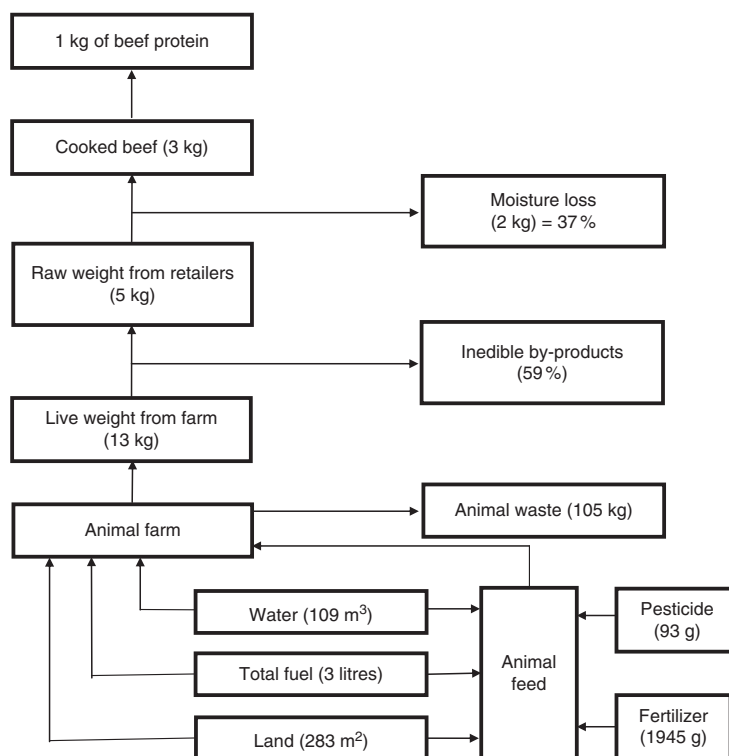 1 kg of beef protein
Cooked beef (3 kg)
Moisture loss
(2 kg) = 37 %
Raw weight from retailers
(5 kg)
Inedible by-products
(59 %)
Live weight from farm
(13 kg)
Animal farm
Animal waste (105 kg)
Water (109 m³)
Total fuel (3 litres)
Land (283 m²)
Animal
feed
Pesticide
(93 g)
Fertilizer
(1945 g)